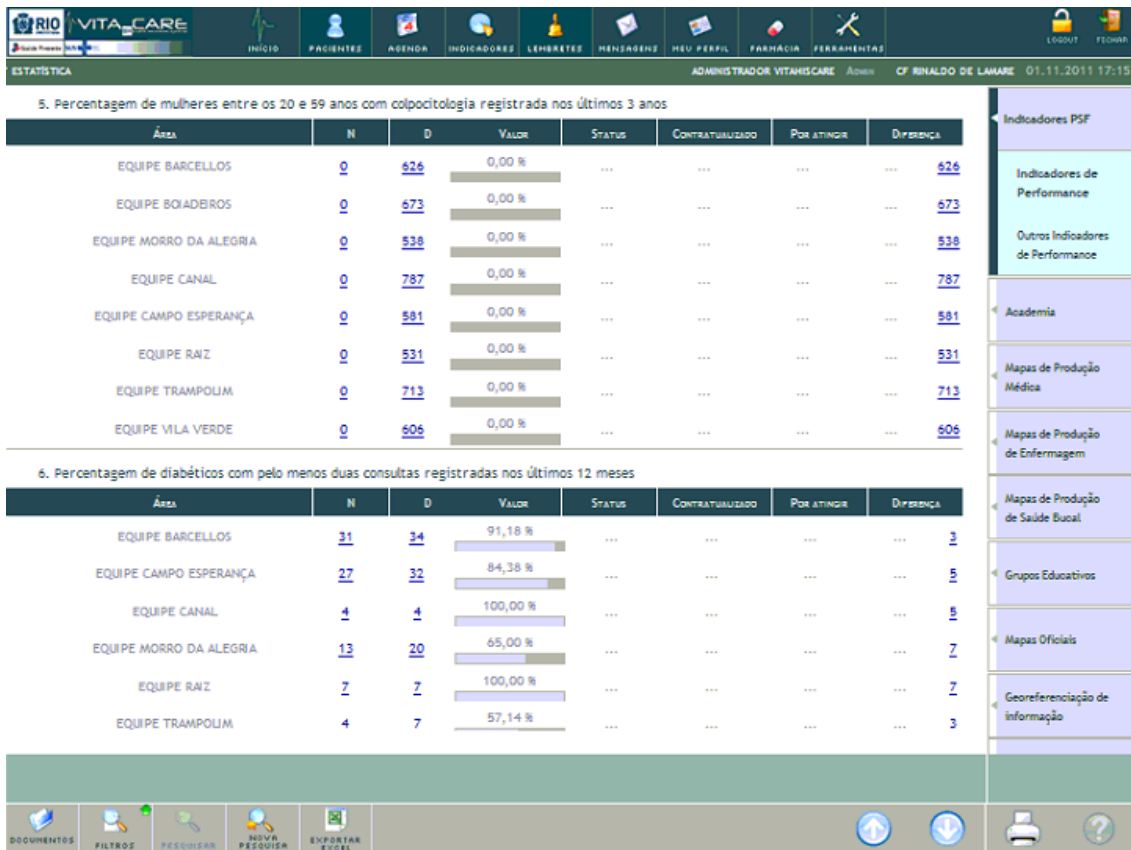 RIO VITA CARE
INÍCIO PACIENTES AGENDA INDICADORES LEMBRETES MENSAGENS MEU PERFIL FARMÁCIA FERRAMENTAS LOGOUT FECHAR
ESTATÍSTICA ADMINISTRADOR VITAHISCARE ADMIN CF RINALDO DE LAMARE 01.11.2011 17:15
5. Percentagem de mulheres entre os 20 e 59 anos com colpocitologia registrada nos últimos 3 anos
ÁREA N D VALOR STATUS CONTRATUALIZADO POR ATINGIR DIFERENÇA
EQUIPE BARCELLOS 0 626 0,00 % ... ... ... ... 626
EQUIPE BOIADEIROS 0 673 0,00 % ... ... ... ... 673
EQUIPE MORRO DA ALEGRIA 0 538 0,00 % ... ... ... ... 538
EQUIPE CANAL 0 787 0,00 % ... ... ... ... 787
EQUIPE CAMPO ESPERANÇA 0 581 0,00 % ... ... ... ... 581
EQUIPE RAIZ 0 531 0,00 % ... ... ... ... 531
EQUIPE TRAMPOLIM 0 713 0,00 % ... ... ... ... 713
EQUIPE VILA VERDE 0 606 0,00 % ... ... ... ... 606
6. Percentagem de diabéticos com pelo menos duas consultas registradas nos últimos 12 meses
ÁREA N D VALOR STATUS CONTRATUALIZADO POR ATINGIR DIFERENÇA
EQUIPE BARCELLOS 31 34 91,18 % ... ... ... ... 3
EQUIPE CAMPO ESPERANÇA 27 32 84,38 % ... ... ... ... 5
EQUIPE CANAL 4 4 100,00 % ... ... ... ... 5
EQUIPE MORRO DA ALEGRIA 13 20 65,00 % ... ... ... ... 7
EQUIPE RAIZ 7 7 100,00 % ... ... ... ... 7
EQUIPE TRAMPOLIM 4 7 57,14 % ... ... ... ... 3
Indicadores PSF
Indicadores de
Performance
Outros Indicadores
de Performance
Academia
Mapas de Produção
Médica
Mapas de Produção
de Enfermagem
Mapas de Produção
de Saúde Bucal
Grupos Educativos
Mapas Oficiais
Georeferenciação de
informação
DOCUMENTOS FILTROS PESQUISAR NOVA
PESQUISA EXPORTAR
EXCEL